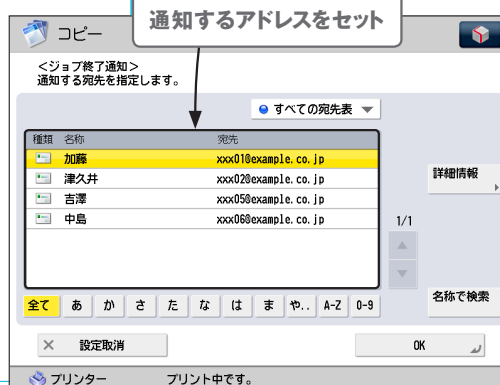 通知するアドレスをセット
コピー
<ジョブ終了通知>
通知する宛先を指定します。
すべての宛先表
種類 名称 宛先
加藤 xxx01@example.co.jp
津久井 xxx02@example.co.jp
吉澤 xxx05@example.co.jp
中島 xxx06@example.co.jp
詳細情報
1/1
名称で検索
全て あ か さ た な は ま や.. A-Z 0-9
× 設定取消
OK
プリンター プリント中です。